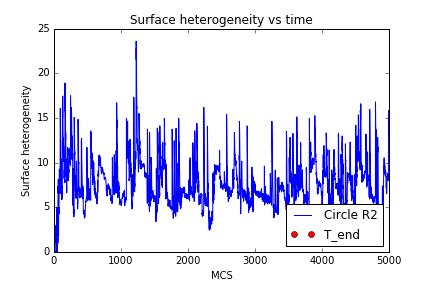 Surface heterogeneity vs time
25
20
15
10
5
0
Surface heterogeneity
0 1000 2000 3000 4000 5000
MCS
Circle R2
T_end